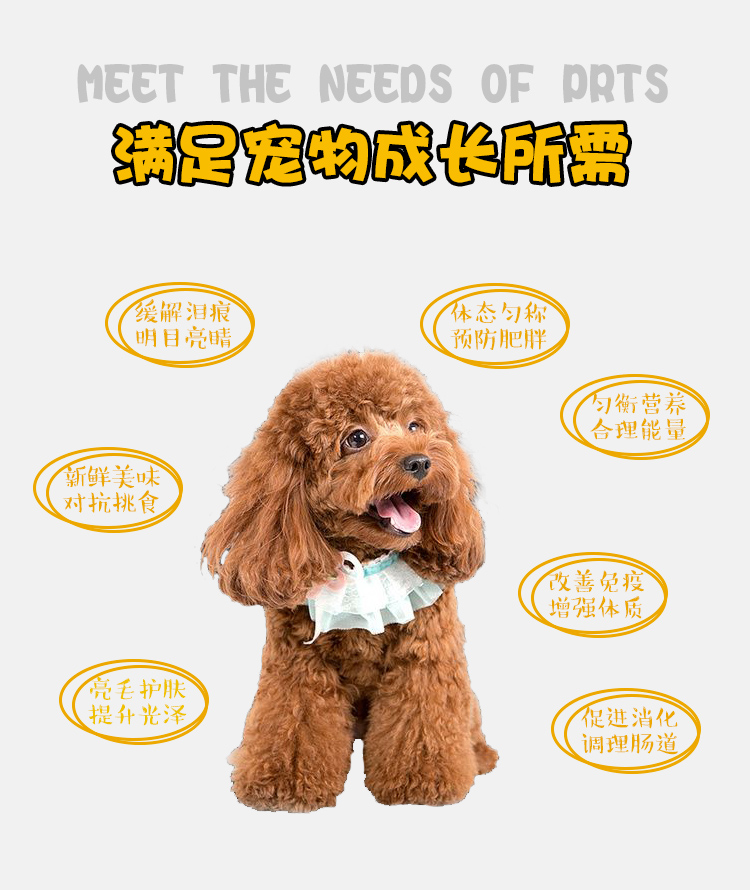 MEET THE NEEDS OF PRTS
满足宠物成长所需
缓解泪痕
明目亮睛
体态匀称
预防肥胖
匀衡营养
合理能量
新鲜美味
对抗挑食
改善免疫
增强体质
亮毛护肤
提升光泽
促进消化
调理肠道